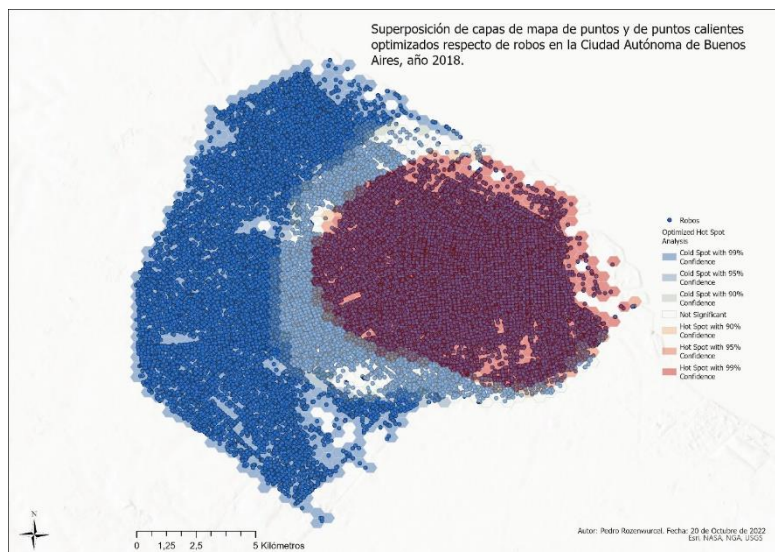 Superposición de capas de mapa de puntos y de puntos calientes
optimizados respecto de robos en la Ciudad Autónoma de Buenos
Aires, año 2018.
Robos
Optimized Hot Spot
Analysis
Cold Spot with 99%
Confidence
Cold Spot with 95%
Confidence
Cold Spot with 90%
Confidence
Not Significant
Hot Spot with 90%
Confidence
Hot Spot with 95%
Confidence
Hot Spot with 99%
Confidence
N
0 1,25 2,5 5 Kilómetros
Autor: Pedro Rozenwurcel. Fecha: 20 de Octubre de 2022
Esri, NASA, NGA, USGS